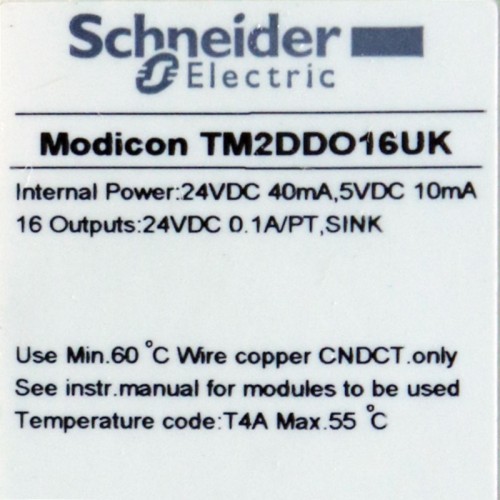 Schneider
Electric
Modicon TM2DDO16UK
Internal Power:24VDC 40mA,5VDC 10mA
16 Outputs:24VDC 0.1A/PT,SINK
Use Min.60 °C Wire copper CNDCT.only
See instr.manual for modules to be used
Temperature code:T4A Max.55 °C